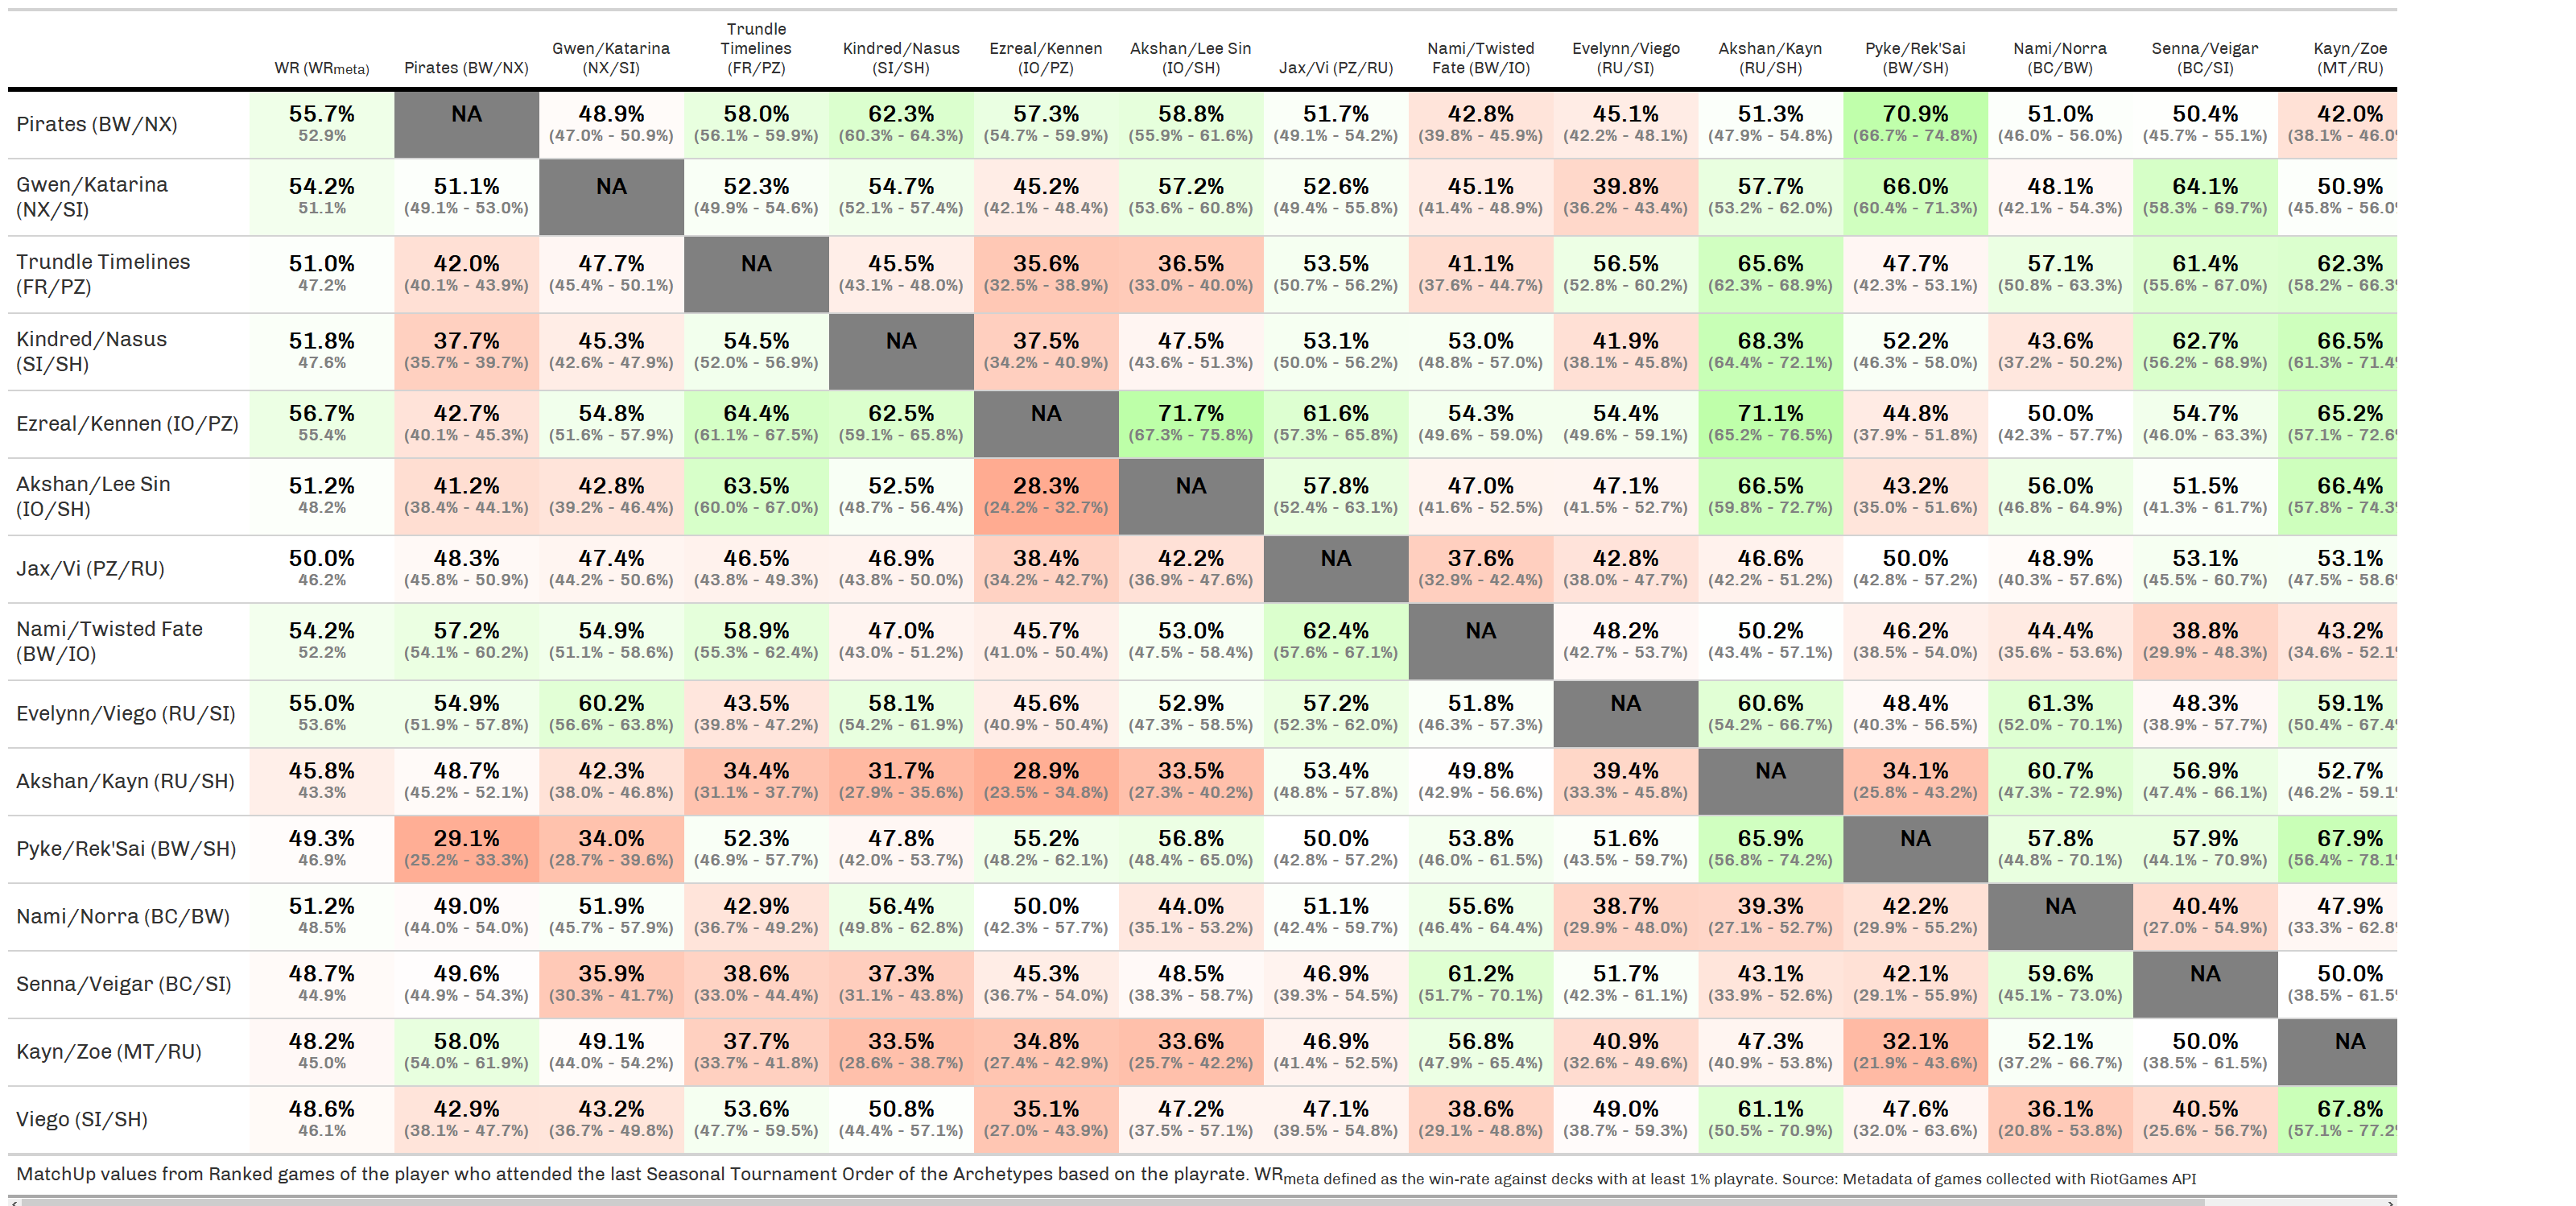 WR (WRmeta) Pirates (BW/NX) Gwen/Katarina (NX/SI) Trundle Timelines (FR/PZ) Kindred/Nasus (SI/SH) Ezreal/Kennen (IO/PZ) Akshan/Lee Sin (IO/SH) Jax/Vi (PZ/RU) Nami/Twisted Fate (BW/IO) Evelynn/Viego (RU/SI) Akshan/Kayn (RU/SH) Pyke/Rek'Sai (BW/SH) Nami/Norra (BC/BW) Senna/Veigar (BC/SI) Kayn/Zoe (MT/RU)
Pirates (BW/NX) 55.7% NA 48.9% 58.0% 62.3% 57.3% 58.8% 51.7% 42.8% 45.1% 51.3% 70.9% 51.0% 50.4% 42.0%
52.9% (47.0% - 50.9%) (56.1% - 59.9%) (60.3% - 64.3%) (54.7% - 59.9%) (55.9% - 61.6%) (49.1% - 54.2%) (39.8% - 45.9%) (42.2% - 48.1%) (47.9% - 54.8%) (66.7% - 74.8%) (46.0% - 56.0%) (45.7% - 55.1%) (38.1% - 46.0
Gwen/Katarina (NX/SI) 54.2% 51.1% NA 52.3% 54.7% 45.2% 57.2% 52.6% 45.1% 39.8% 57.7% 66.0% 48.1% 64.1% 50.9%
51.1% (49.1% - 53.0%) (49.9% - 54.6%) (52.1% - 57.4%) (42.1% - 48.4%) (53.6% - 60.8%) (49.4% - 55.8%) (41.4% - 48.9%) (36.2% - 43.4%) (53.2% - 62.0%) (60.4% - 71.3%) (42.1% - 54.3%) (58.3% - 69.7%) (45.8% - 56.0
Trundle Timelines (FR/PZ) 51.0% 42.0% 47.7% NA 45.5% 35.6% 36.5% 53.5% 41.1% 56.5% 65.6% 47.7% 57.1% 61.4% 62.3%
47.2% (40.1% - 43.9%) (45.4% - 50.1%) (43.1% - 48.0%) (32.5% - 38.9%) (33.0% - 40.0%) (50.7% - 56.2%) (37.6% - 44.7%) (52.8% - 60.2%) (62.3% - 68.9%) (42.3% - 53.1%) (50.8% - 63.3%) (55.6% - 67.0%) (58.2% - 66.3
Kindred/Nasus (SI/SH) 51.8% 37.7% 45.3% 54.5% NA 37.5% 47.5% 53.1% 53.0% 41.9% 68.3% 52.2% 43.6% 62.7% 66.5%
47.6% (35.7% - 39.7%) (42.6% - 47.9%) (52.0% - 56.9%) (34.2% - 40.9%) (43.6% - 51.3%) (50.0% - 56.2%) (48.8% - 57.0%) (38.1% - 45.8%) (64.4% - 72.1%) (46.3% - 58.0%) (37.2% - 50.2%) (56.2% - 68.9%) (61.3% - 71.4
Ezreal/Kennen (IO/PZ) 56.7% 42.7% 54.8% 64.4% 62.5% NA 71.7% 61.6% 54.3% 54.4% 71.1% 44.8% 50.0% 54.7% 65.2%
55.4% (40.1% - 45.3%) (51.6% - 57.9%) (61.1% - 67.5%) (59.1% - 65.8%) (67.3% - 75.8%) (57.3% - 65.8%) (49.6% - 59.0%) (49.6% - 59.1%) (65.2% - 76.5%) (37.9% - 51.8%) (42.3% - 57.7%) (46.0% - 63.3%) (57.1% - 72.6
Akshan/Lee Sin (IO/SH) 51.2% 41.2% 42.8% 63.5% 52.5% 28.3% NA 57.8% 47.0% 47.1% 66.5% 43.2% 56.0% 51.5% 66.4%
48.2% (38.4% - 44.1%) (39.2% - 46.4%) (60.0% - 67.0%) (48.7% - 56.4%) (24.2% - 32.7%) (52.4% - 63.1%) (41.6% - 52.5%) (41.5% - 52.7%) (59.8% - 72.7%) (35.0% - 51.6%) (46.8% - 64.9%) (41.3% - 61.7%) (57.8% - 74.3
Jax/Vi (PZ/RU) 50.0% 48.3% 47.4% 46.5% 46.9% 38.4% 42.2% NA 37.6% 42.8% 46.6% 50.0% 48.9% 53.1% 53.1%
46.2% (45.8% - 50.9%) (44.2% - 50.6%) (43.8% - 49.3%) (43.8% - 50.0%) (34.2% - 42.7%) (36.9% - 47.6%) (32.9% - 42.4%) (38.0% - 47.7%) (42.2% - 51.2%) (42.8% - 57.2%) (40.3% - 57.6%) (45.5% - 60.7%) (47.5% - 58.6
Nami/Twisted Fate (BW/IO) 54.2% 57.2% 54.9% 58.9% 47.0% 45.7% 53.0% 62.4% NA 48.2% 50.2% 46.2% 44.4% 38.8% 43.2%
52.2% (54.1% - 60.2%) (51.1% - 58.6%) (55.3% - 62.4%) (43.0% - 51.2%) (41.0% - 50.4%) (47.5% - 58.4%) (57.6% - 67.1%) (42.7% - 53.7%) (43.4% - 57.1%) (38.5% - 54.0%) (35.6% - 53.6%) (29.9% - 48.3%) (34.6% - 52.1
Evelynn/Viego (RU/SI) 55.0% 54.9% 60.2% 43.5% 58.1% 45.6% 52.9% 57.2% 51.8% NA 60.6% 48.4% 61.3% 48.3% 59.1%
53.6% (51.9% - 57.8%) (56.6% - 63.8%) (39.8% - 47.2%) (54.2% - 61.9%) (40.9% - 50.4%) (47.3% - 58.5%) (52.3% - 62.0%) (46.3% - 57.3%) (54.2% - 66.7%) (40.3% - 56.5%) (52.0% - 70.1%) (38.9% - 57.7%) (50.4% - 67.4
Akshan/Kayn (RU/SH) 45.8% 48.7% 42.3% 34.4% 31.7% 28.9% 33.5% 53.4% 49.8% 39.4% NA 34.1% 60.7% 56.9% 52.7%
43.3% (45.2% - 52.1%) (38.0% - 46.8%) (31.1% - 37.7%) (27.9% - 35.6%) (23.5% - 34.8%) (27.3% - 40.2%) (48.8% - 57.8%) (42.9% - 56.6%) (33.3% - 45.8%) (25.8% - 43.2%) (47.3% - 72.9%) (47.4% - 66.1%) (46.2% - 59.1
Pyke/Rek'Sai (BW/SH) 49.3% 29.1% 34.0% 52.3% 47.8% 55.2% 56.8% 50.0% 53.8% 51.6% 65.9% NA 57.8% 57.9% 67.9%
46.9% (25.2% - 33.3%) (28.7% - 39.6%) (46.9% - 57.7%) (42.0% - 53.7%) (48.2% - 62.1%) (48.4% - 65.0%) (42.8% - 57.2%) (46.0% - 61.5%) (43.5% - 59.7%) (56.8% - 74.2%) (44.8% - 70.1%) (44.1% - 70.9%) (56.4% - 78.1
Nami/Norra (BC/BW) 51.2% 49.0% 51.9% 42.9% 56.4% 50.0% 44.0% 51.1% 55.6% 38.7% 39.3% 42.2% NA 40.4% 47.9%
48.5% (44.0% - 54.0%) (45.7% - 57.9%) (36.7% - 49.2%) (49.8% - 62.8%) (42.3% - 57.7%) (35.1% - 53.2%) (42.4% - 59.7%) (46.4% - 64.4%) (29.9% - 48.0%) (27.1% - 52.7%) (29.9% - 55.2%) (27.0% - 54.9%) (33.3% - 62.8
Senna/Veigar (BC/SI) 48.7% 49.6% 35.9% 38.6% 37.3% 45.3% 48.5% 46.9% 61.2% 51.7% 43.1% 42.1% 59.6% NA 50.0%
44.9% (44.9% - 54.3%) (30.3% - 41.7%) (33.0% - 44.4%) (31.1% - 43.8%) (36.7% - 54.0%) (38.3% - 58.7%) (39.3% - 54.5%) (51.7% - 70.1%) (42.3% - 61.1%) (33.9% - 52.6%) (29.1% - 55.9%) (45.1% - 73.0%) (38.5% - 61.5
Kayn/Zoe (MT/RU) 48.2% 58.0% 49.1% 37.7% 33.5% 34.8% 33.6% 46.9% 56.8% 40.9% 47.3% 32.1% 52.1% 50.0% NA
45.0% (54.0% - 61.9%) (44.0% - 54.2%) (33.7% - 41.8%) (28.6% - 38.7%) (27.4% - 42.9%) (25.7% - 42.2%) (41.4% - 52.5%) (47.9% - 65.4%) (32.6% - 49.6%) (40.9% - 53.8%) (21.9% - 43.6%) (37.2% - 66.7%) (38.5% - 61.5%)
Viego (SI/SH) 48.6% 42.9% 43.2% 53.6% 50.8% 35.1% 47.2% 47.1% 38.6% 49.0% 61.1% 47.6% 36.1% 40.5% 67.8%
46.1% (38.1% - 47.7%) (36.7% - 49.8%) (47.7% - 59.5%) (44.4% - 57.1%) (27.0% - 43.9%) (37.5% - 57.1%) (39.5% - 54.8%) (29.1% - 48.8%) (38.7% - 59.3%) (50.5% - 70.9%) (32.0% - 63.6%) (20.8% - 53.8%) (25.6% - 56.7%) (57.1% - 77.2
MatchUp values from Ranked games of the player who attended the last Seasonal Tournament Order of the Archetypes based on the playrate. WRmeta defined as the win-rate against decks with at least 1% playrate. Source: Metadata of games collected with RiotGames API